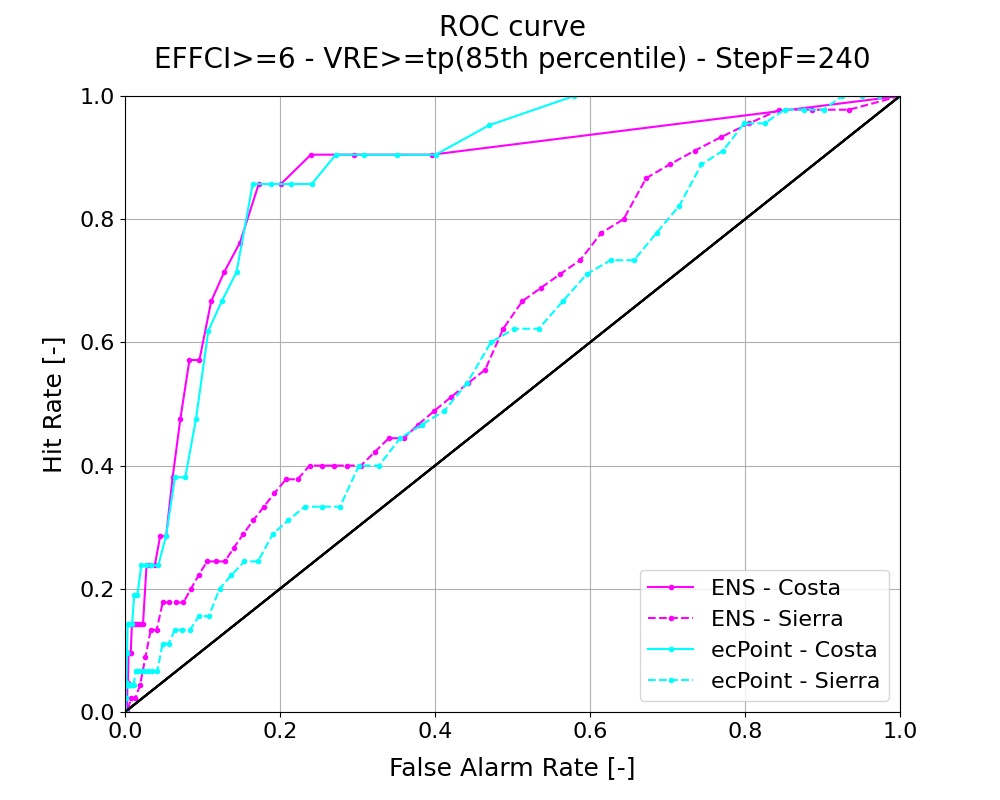 ROC curve
EFFCI>=6 - VRE>=tp(85th percentile) - StepF=240
1.0
0.8
0.6
0.4
0.2
0.0
Hit Rate [-]
0.0 0.2 0.4 0.6 0.8 1.0
False Alarm Rate [-]
ENS - Costa
ENS - Sierra
ecPoint - Costa
ecPoint - Sierra